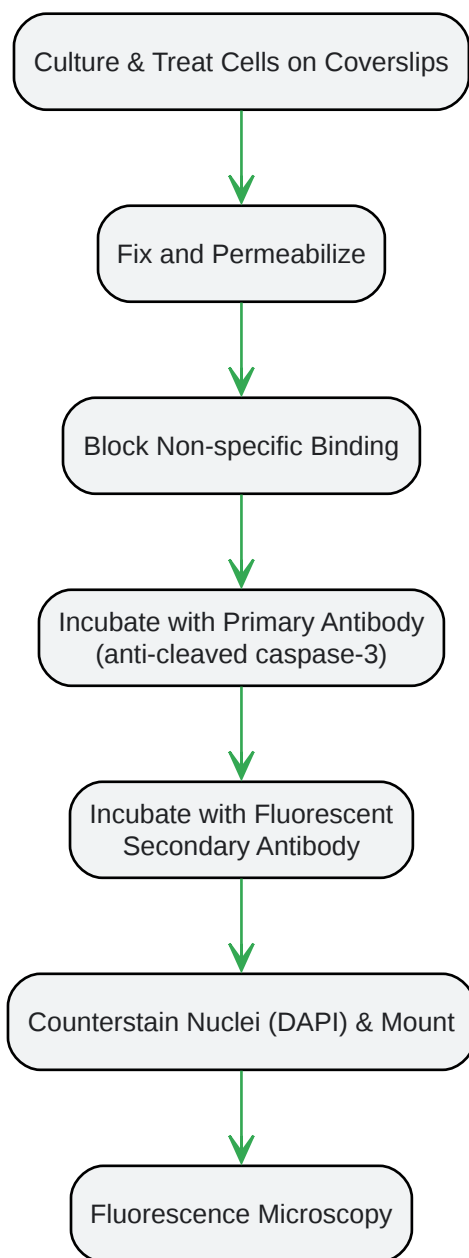 Culture & Treat Cells on Coverslips
Fix and Permeabilize
Block Non-specific Binding
Incubate with Primary Antibody
(anti-cleaved caspase-3)
Incubate with Fluorescent
Secondary Antibody
Counterstain Nuclei (DAPI) & Mount
Fluorescence Microscopy